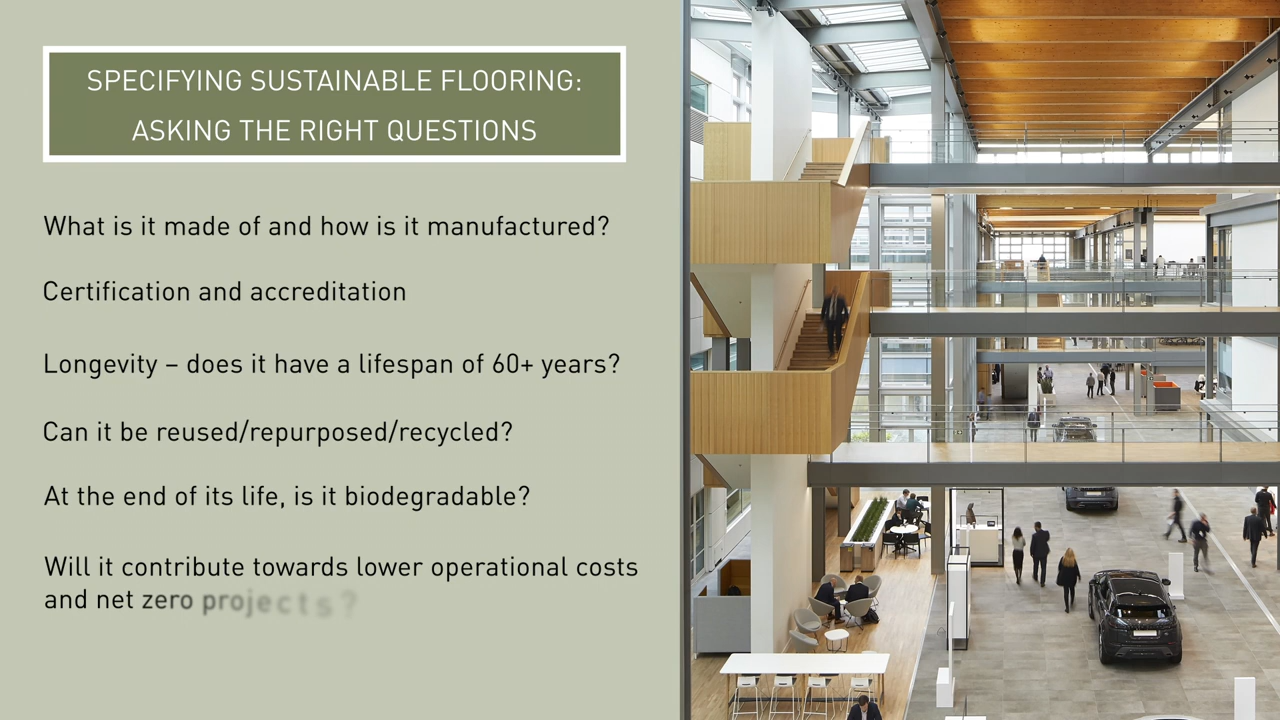 SPECIFYING SUSTAINABLE FLOORING:
ASKING THE RIGHT QUESTIONS
What is it made of and how is it manufactured?
Certification and accreditation
Longevity – does it have a lifespan of 60+ years?
Can it be reused/repurposed/recycled?
At the end of its life, is it biodegradable?
Will it contribute towards lower operational costs
and net zero projects?